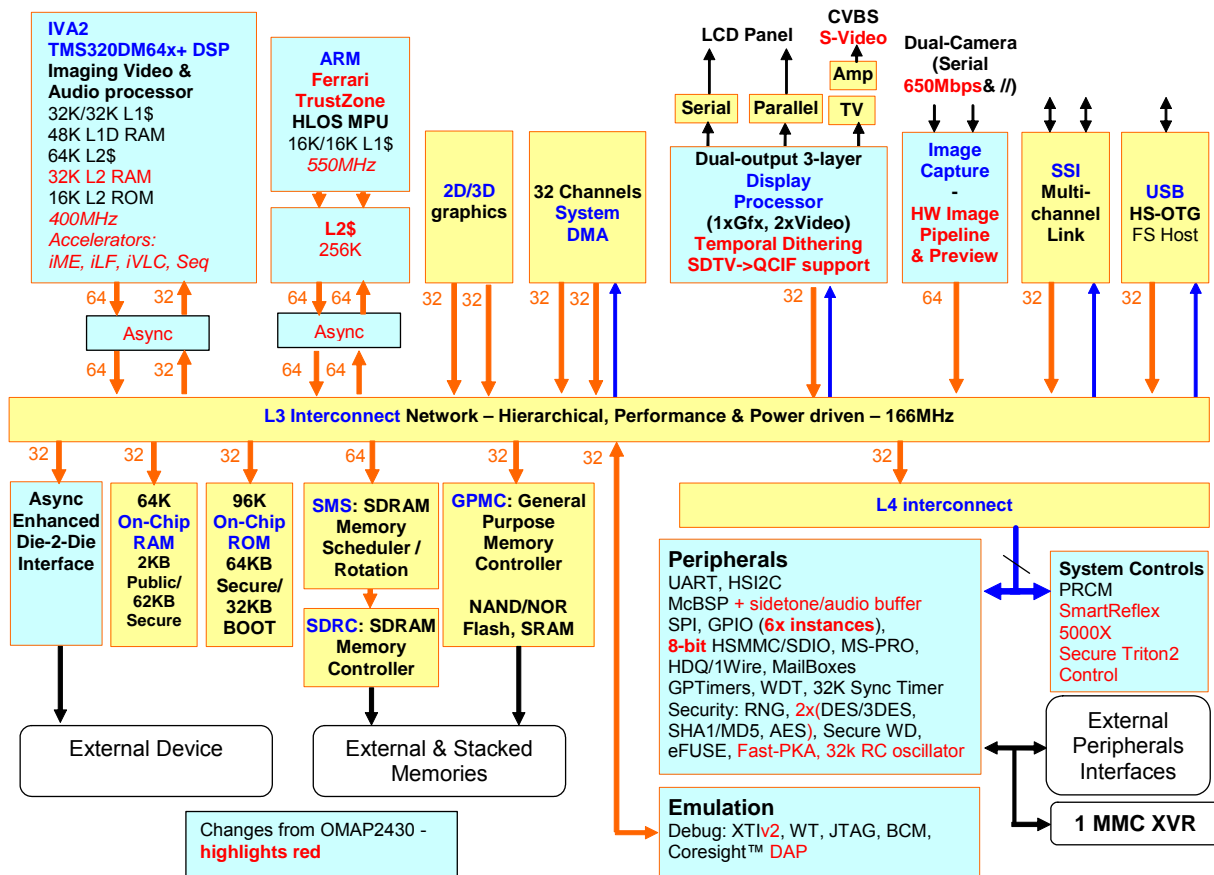 IVA2
TMS320DM64x+ DSP
Imaging Video &
Audio processor
32K/32K L1$
48K L1D RAM
64K L2$
32K L2 RAM
16K L2 ROM
400MHz
Accelerators:
iME, iLF, iVLC, Seq
ARM
Ferrari
TrustZone
HLOS MPU
16K/16K L1$
550MHz
L2$
256K
2D/3D
graphics
32 Channels
System
DMA
LCD Panel
CVBS
S-Video
Amp
Serial
Parallel
TV
Dual-output 3-layer
Display
Processor
(1xGfx, 2xVideo)
Temporal Dithering
SDTV->QCIF support
Dual-Camera
(Serial
650Mbps& //)
Image
Capture
-
HW Image
Pipeline
& Preview
SSI
Multi-
channel
Link
USB
HS-OTG
FS Host
64
32
64
64
32
32
32
32
32
64
32
32
Async
Async
64
32
64
64
L3 Interconnect Network – Hierarchical, Performance & Power driven – 166MHz
32
32
32
64
32
32
32
Async
Enhanced
Die-2-Die
Interface
64K
On-Chip
RAM
2KB
Public/
62KB
Secure
96K
On-Chip
ROM
64KB
Secure/
32KB
BOOT
SMS: SDRAM
Memory
Scheduler /
Rotation
SDRC: SDRAM
Memory
Controller
GPMC: General
Purpose
Memory
Controller
NAND/NOR
Flash, SRAM
L4 interconnect
Peripherals
UART, HSI2C
McBSP + sidetone/audio buffer
SPI, GPIO (6x instances),
8-bit HSMMC/SDIO, MS-PRO,
HDQ/1Wire, MailBoxes
GPTimers, WDT, 32K Sync Timer
Security: RNG, 2x(DES/3DES,
SHA1/MD5, AES), Secure WD,
eFUSE, Fast-PKA, 32k RC oscillator
System Controls
PRCM
SmartReflex
5000X
Secure Triton2
Control
External Device
External & Stacked
Memories
External
Peripherals
Interfaces
Emulation
Debug: XTIv2, WT, JTAG, BCM,
Coresight™ DAP
1 MMC XVR
Changes from OMAP2430 -
highlights red